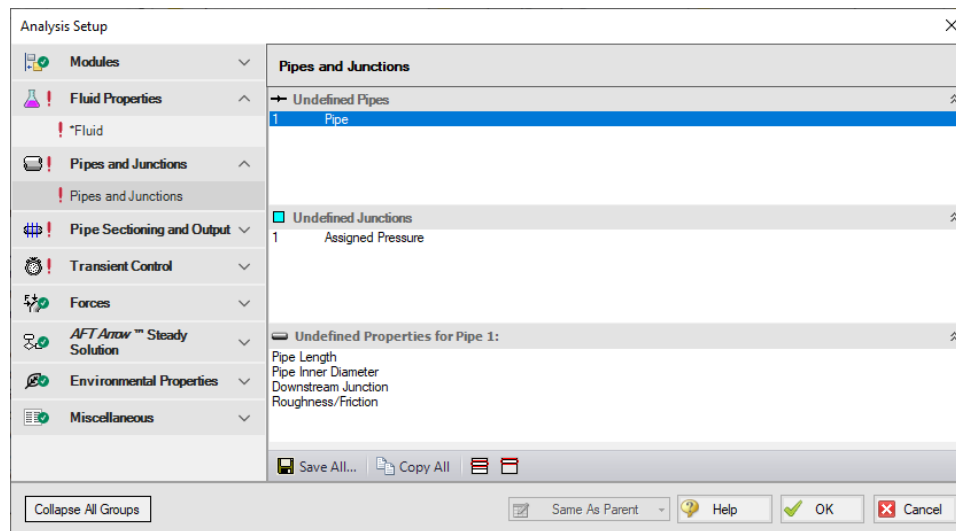 Analysis Setup
Modules
Fluid Properties
*Fluid
Pipes and Junctions
Pipes and Junctions
Pipe Sectioning and Output
Transient Control
Forces
AFT Arrow ™ Steady
Solution
Environmental Properties
Miscellaneous
Pipes and Junctions
Undefined Pipes
1 Pipe
Undefined Junctions
1 Assigned Pressure
Undefined Properties for Pipe 1:
Pipe Length
Pipe Inner Diameter
Downstream Junction
Roughness/Friction
Save All... Copy All
Collapse All Groups Same As Parent Help OK Cancel